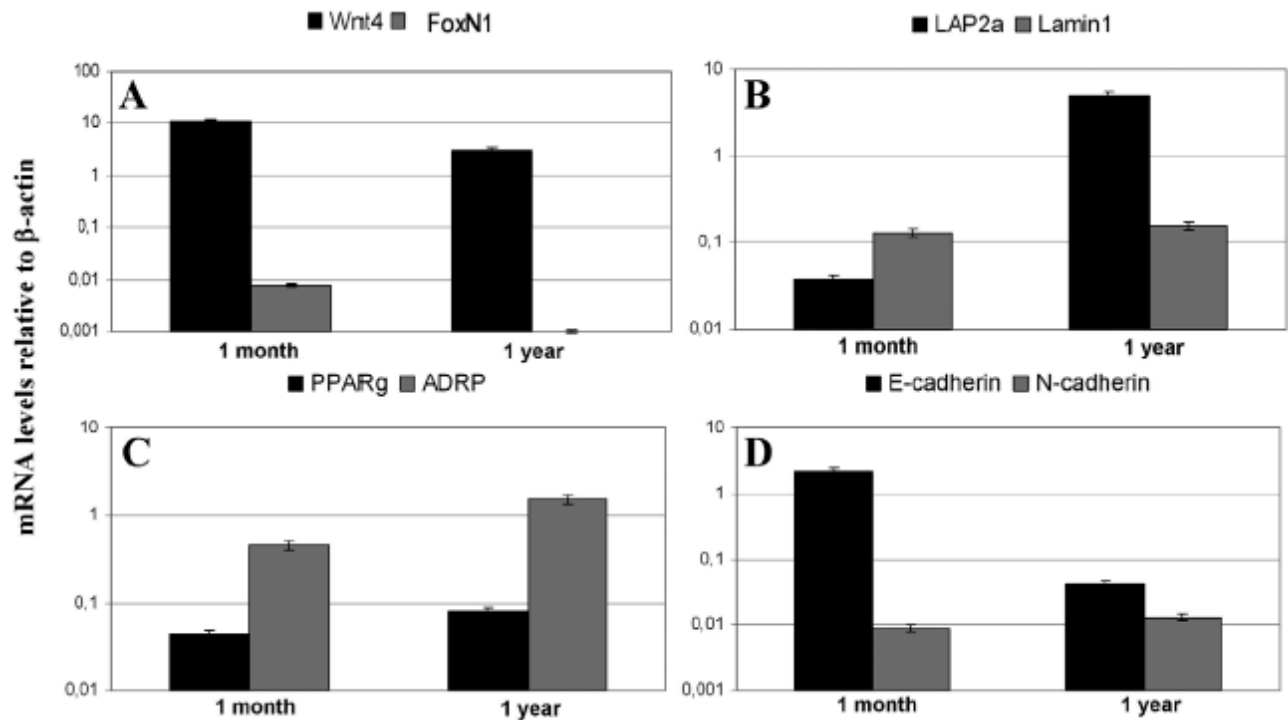 Wnt4 FoxN1
LAP2a Lamin1
mRNA levels relative to β-actin
A
100
10
1
0,1
0,01
0,001
1 month 1 year
B
10
1
0,1
0,01
1 month 1 year
PPARg ADRP
E-cadherin N-cadherin
C
10
1
0,1
0,01
1 month 1 year
D
10
1
0,1
0,01
0,001
1 month 1 year